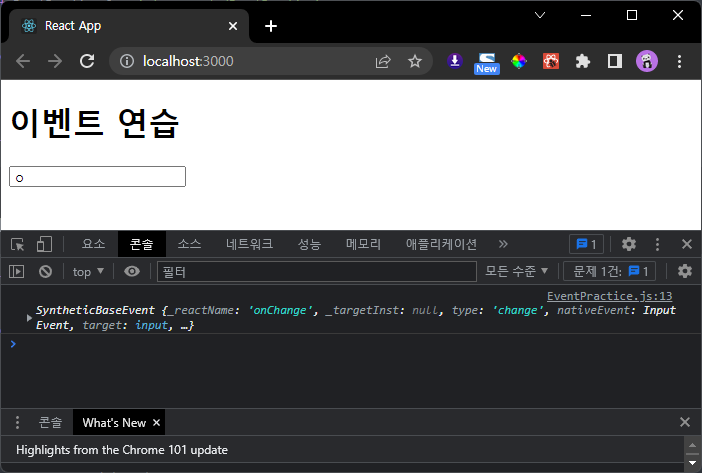 React App
localhost:3000
New
이벤트 연습
ㅇ
요소 콘솔 소스 네트워크 성능 메모리 애플리케이션 » 1
top 필터 모든 수준 문제 1건: 1
EventPractice.js:13
SyntheticBaseEvent {_reactName: 'onChange', _targetInst: null, type: 'change', nativeEvent: Input
Event, target: input, …}
콘솔 What's New
Highlights from the Chrome 101 update